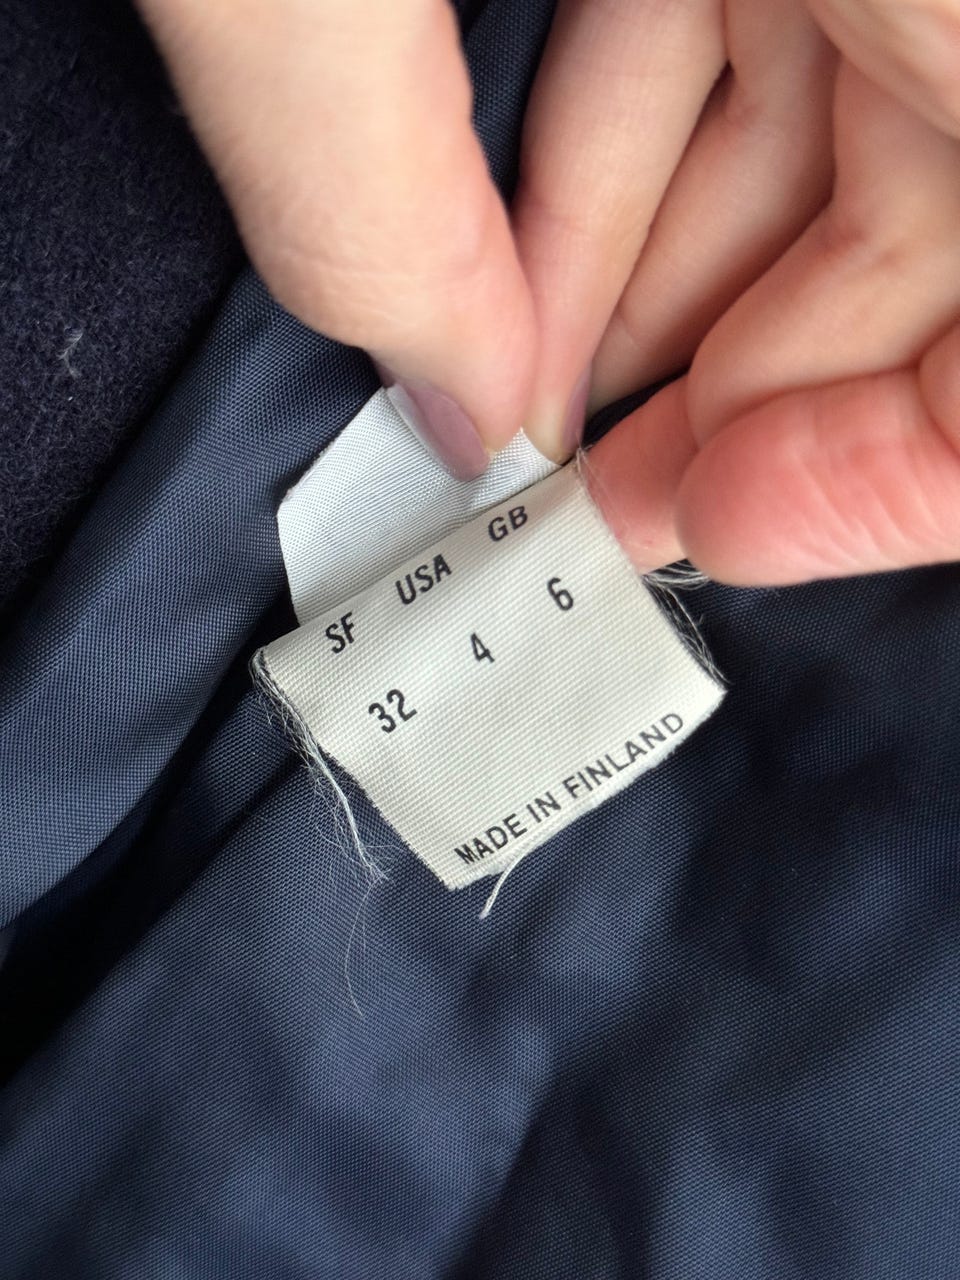 SF USA GB
32 4 6
MADE IN FINLAND